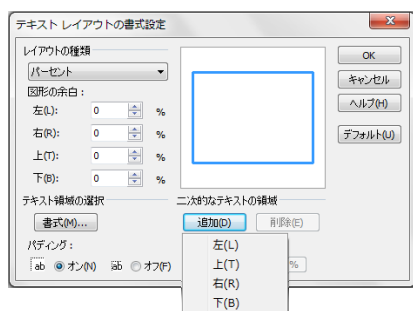 テキスト レイアウトの書式設定
レイアウトの種類
パーセント
図形の余白：
左(L): 0 %
右(R): 0 %
上(T): 0 %
下(B): 0 %
OK
キャンセル
ヘルプ(H)
デフォルト(U)
テキスト領域の選択
書式(M)...
パディング：
ab オン(N) ab オフ(F)
二次的なテキストの領域
追加(D) 削除(E)
%
左(L)
上(T)
右(R)
下(B)